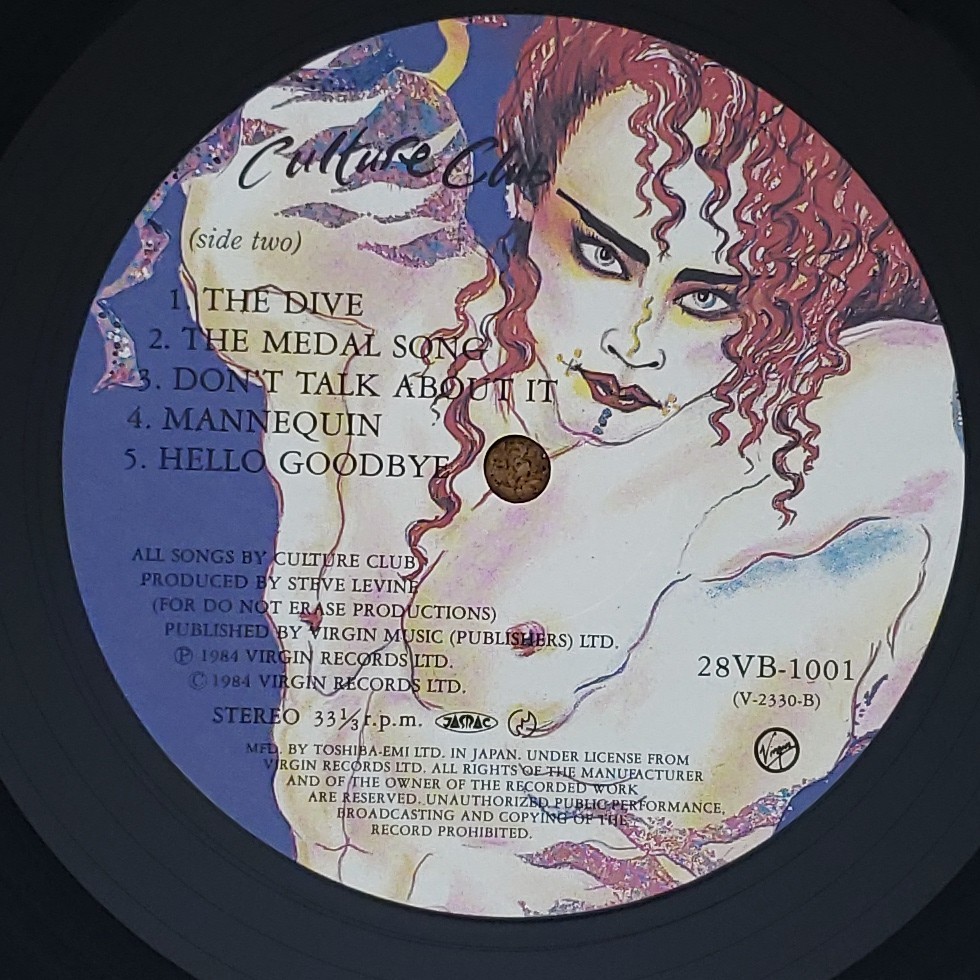 Culture Club
(side two)
1. THE DIVE
2. THE MEDAL SONG
3. DON'T TALK ABOUT IT
4. MANNEQUIN
5. HELLO GOODBYE
ALL SONGS BY CULTURE CLUB
PRODUCED BY STEVE LEVINE
(FOR DO NOT ERASE PRODUCTIONS)
PUBLISHED BY VIRGIN MUSIC (PUBLISHERS) LTD.
℗ 1984 VIRGIN RECORDS LTD.
© 1984 VIRGIN RECORDS LTD.
28VB-1001
(V-2330-B)
STEREO 33⅓ r.p.m. JASRAC
Virgin
MFD. BY TOSHIBA-EMI LTD. IN JAPAN. UNDER LICENSE FROM
VIRGIN RECORDS LTD. ALL RIGHTS OF THE MANUFACTURER
AND OF THE OWNER OF THE RECORDED WORK
ARE RESERVED. UNAUTHORIZED PUBLIC PERFORMANCE,
BROADCASTING AND COPYING OF THE
RECORD PROHIBITED.